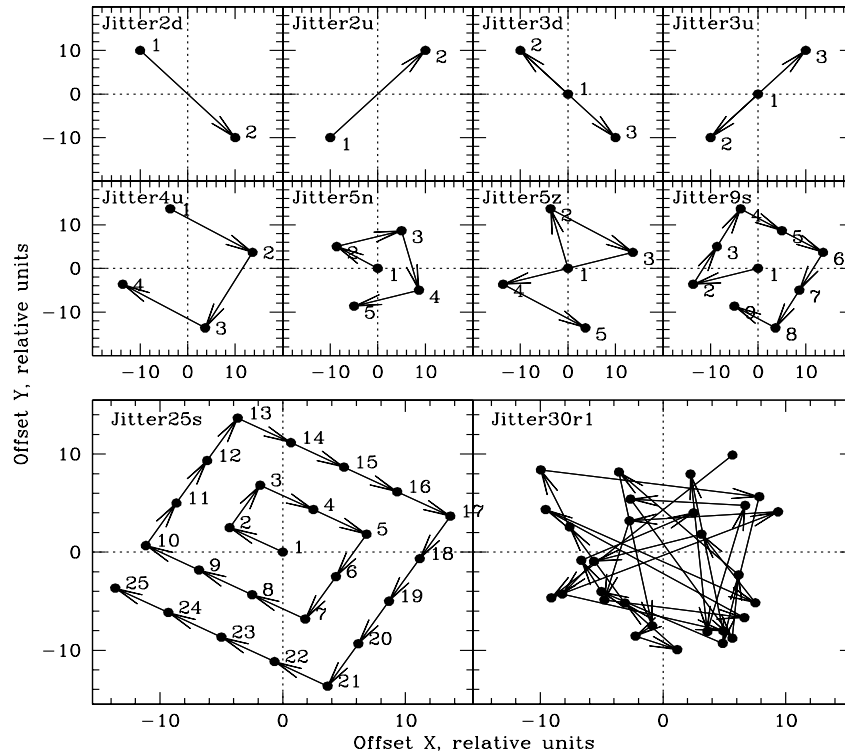 Jitter2d Jitter2u Jitter3d Jitter3u
10 1 2 2 3
0 1 1
-10 2 1 3 2
Jitter4u Jitter5n Jitter5z Jitter9s
10 1 2 3 2 3 4 5 6
0 1 1 3 2 1 7
-10 4 3 5 4 4 5 9 8
-10 0 10 -10 0 10 -10 0 10 -10 0 10
Offset Y, relative units
Jitter25s 13 Jitter30r1
10 12 14 15 16
11 3 4 5 17
0 10 2 1 18
25 9 8 7 6 19
-10 24 23 22 21 20
-10 0 10 -10 0 10
Offset X, relative units